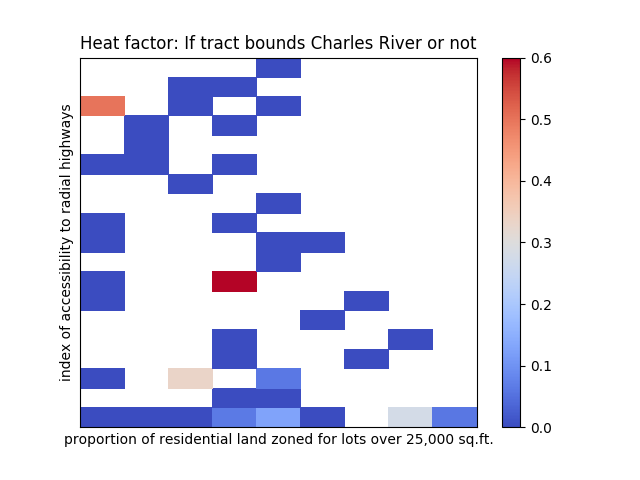 Heat factor: If tract bounds Charles River or not
index of accessibility to radial highways
proportion of residential land zoned for lots over 25,000 sq.ft.
0.6
0.5
0.4
0.3
0.2
0.1
0.0